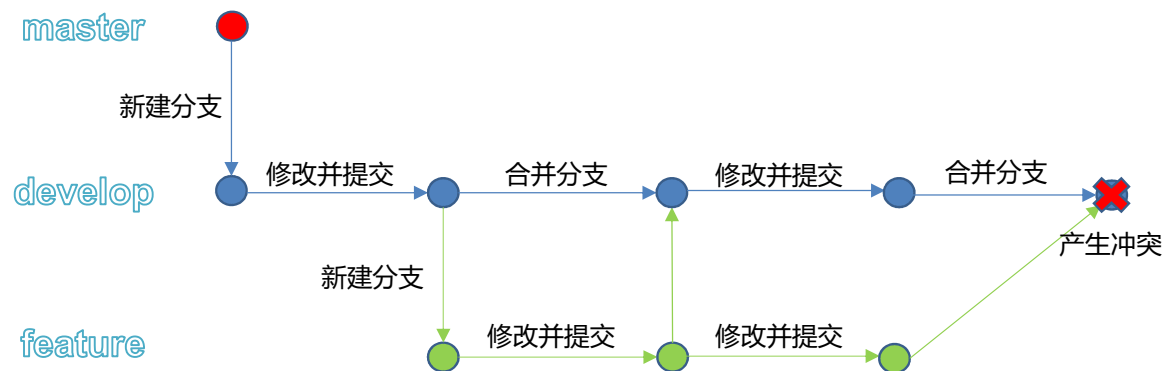 master
新建分支
修改并提交
合并分支
修改并提交
合并分支
develop
产生冲突
新建分支
修改并提交
修改并提交
feature